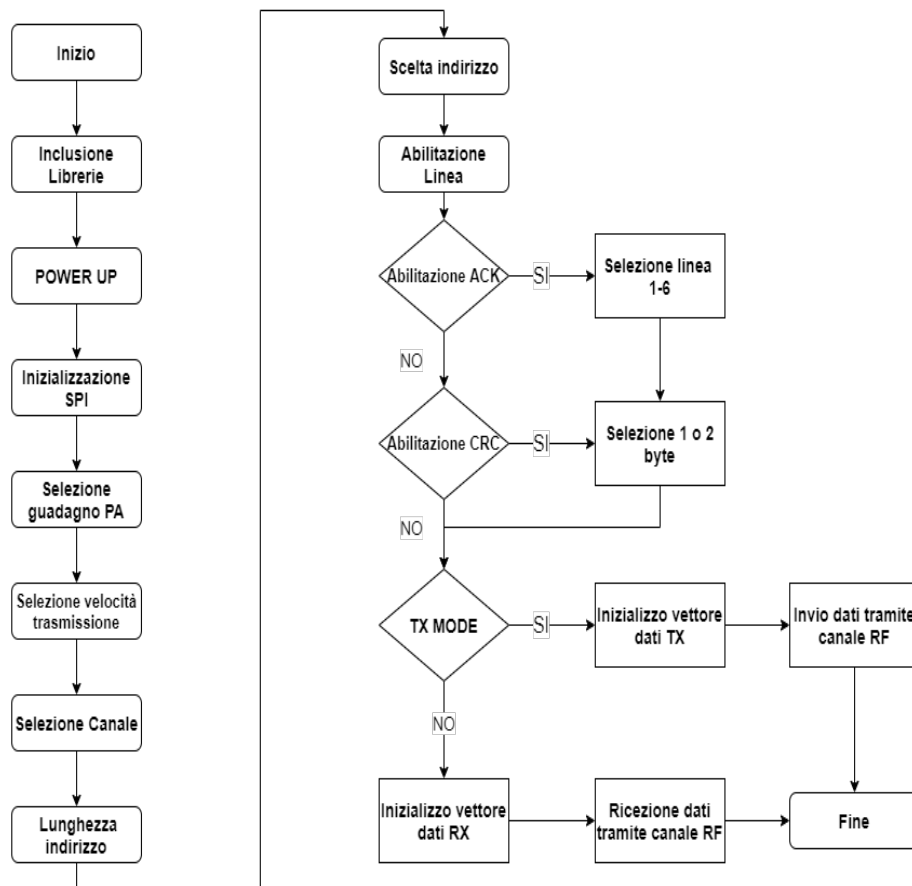 Inizio
Inclusione
Librerie
POWER UP
Inizializzazione
SPI
Selezione
guadagno PA
Selezione velocità
trasmissione
Selezione Canale
Lunghezza
indirizzo
Scelta indirizzo
Abilitazione
Linea
Abilitazione ACK
SI
Selezione linea
1-6
NO
Abilitazione CRC
SI
Selezione 1 o 2
byte
NO
TX MODE
SI
Inizializzo vettore
dati TX
Invio dati tramite
canale RF
NO
Inizializzo vettore
dati RX
Ricezione dati
tramite canale RF
Fine